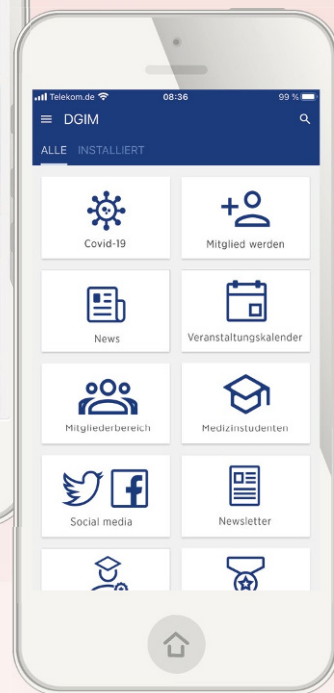 Telekom.de 08:36 99 %
DGIM
ALLE INSTALLIERT
Covid-19
Mitglied werden
News
Veranstaltungskalender
Mitgliederbereich
Medizinstudenten
Social media
Newsletter